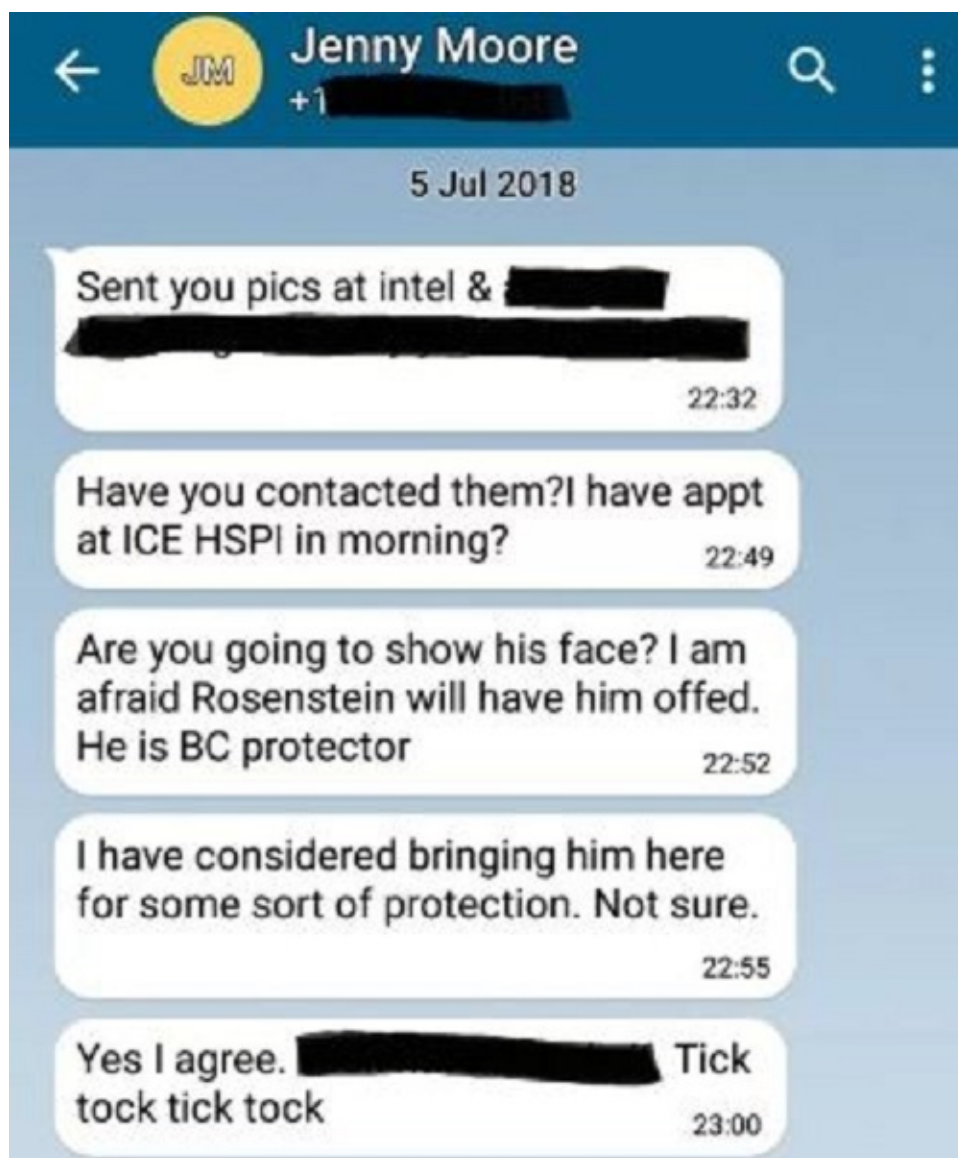 JM
Jenny Moore
+1
5 Jul 2018
Sent you pics at intel &
22:32
Have you contacted them?I have appt
at ICE HSPI in morning?
22:49
Are you going to show his face? I am
afraid Rosenstein will have him offed.
He is BC protector
22:52
I have considered bringing him here
for some sort of protection. Not sure.
22:55
Yes I agree. Tick
tock tick tock
23:00